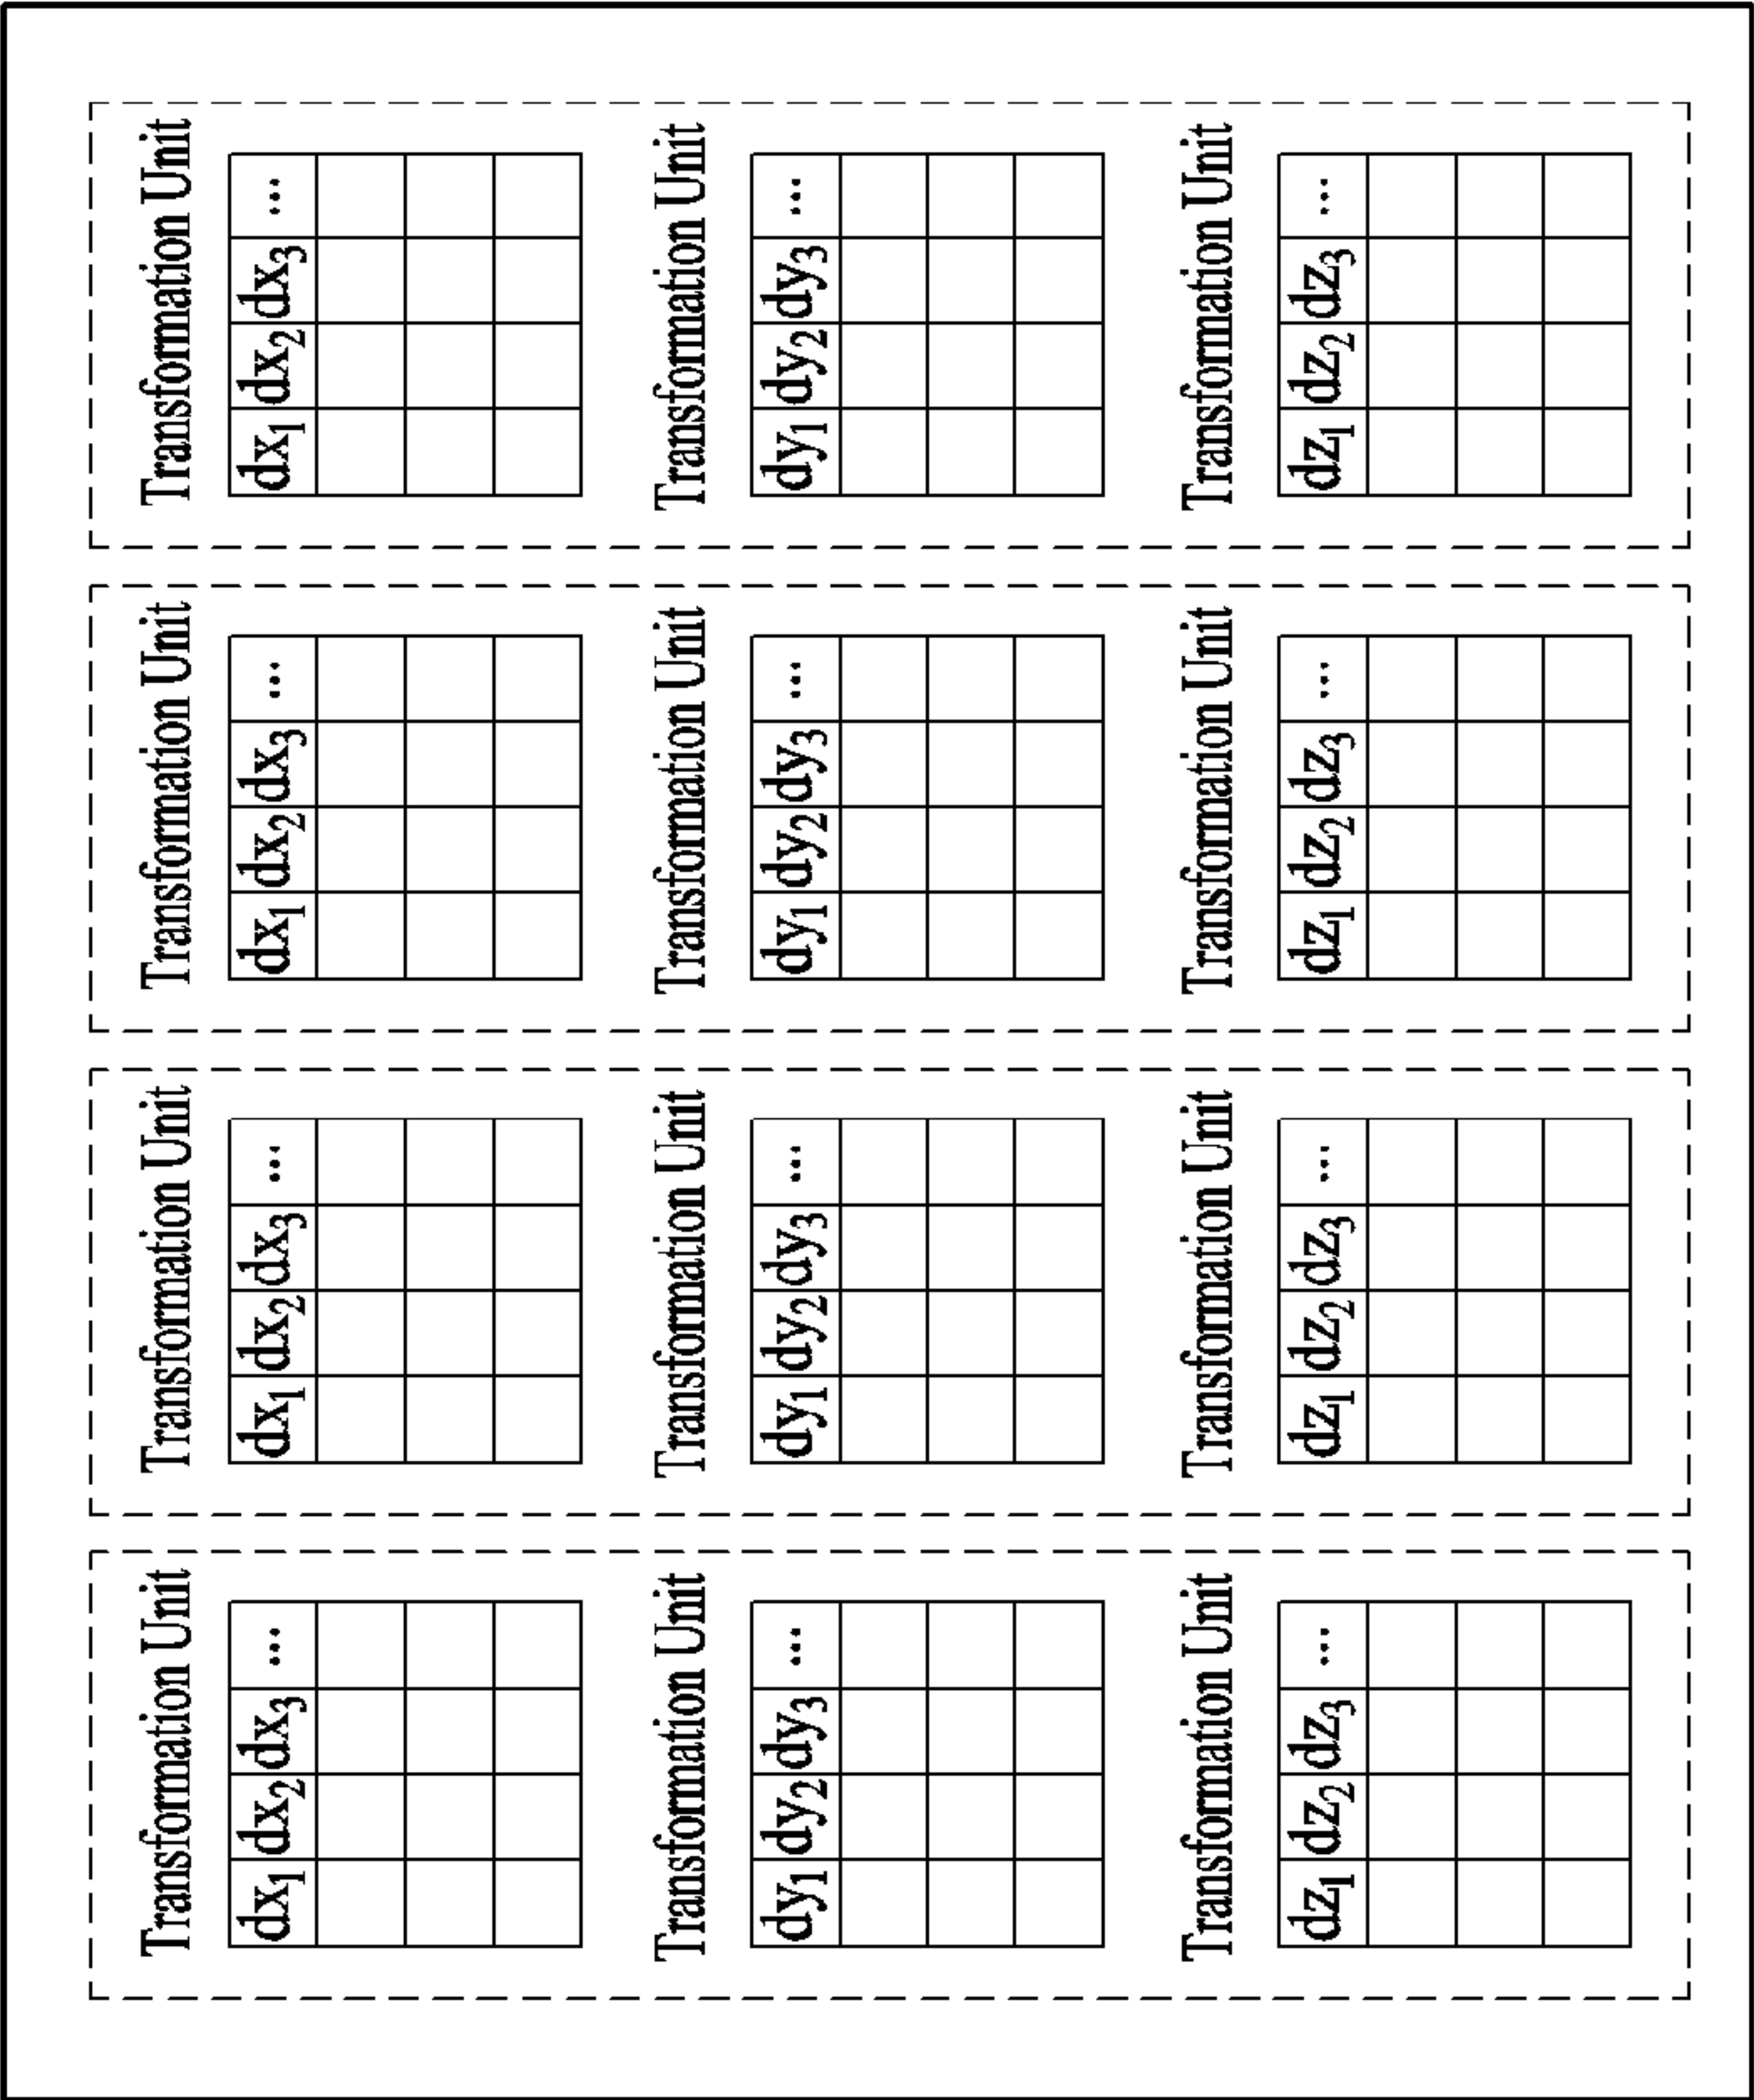 Transformation Unit
dx₁ dx₂ dx₃ ...
Transformation Unit
dy₁ dy₂ dy₃ ...
Transformation Unit
dz₁ dz₂ dz₃ ...
Transformation Unit
dx₁ dx₂ dx₃ ...
Transformation Unit
dy₁ dy₂ dy₃ ...
Transformation Unit
dz₁ dz₂ dz₃ ...
Transformation Unit
dx₁ dx₂ dx₃ ...
Transformation Unit
dy₁ dy₂ dy₃ ...
Transformation Unit
dz₁ dz₂ dz₃ ...
Transformation Unit
dx₁ dx₂ dx₃ ...
Transformation Unit
dy₁ dy₂ dy₃ ...
Transformation Unit
dz₁ dz₂ dz₃ ...